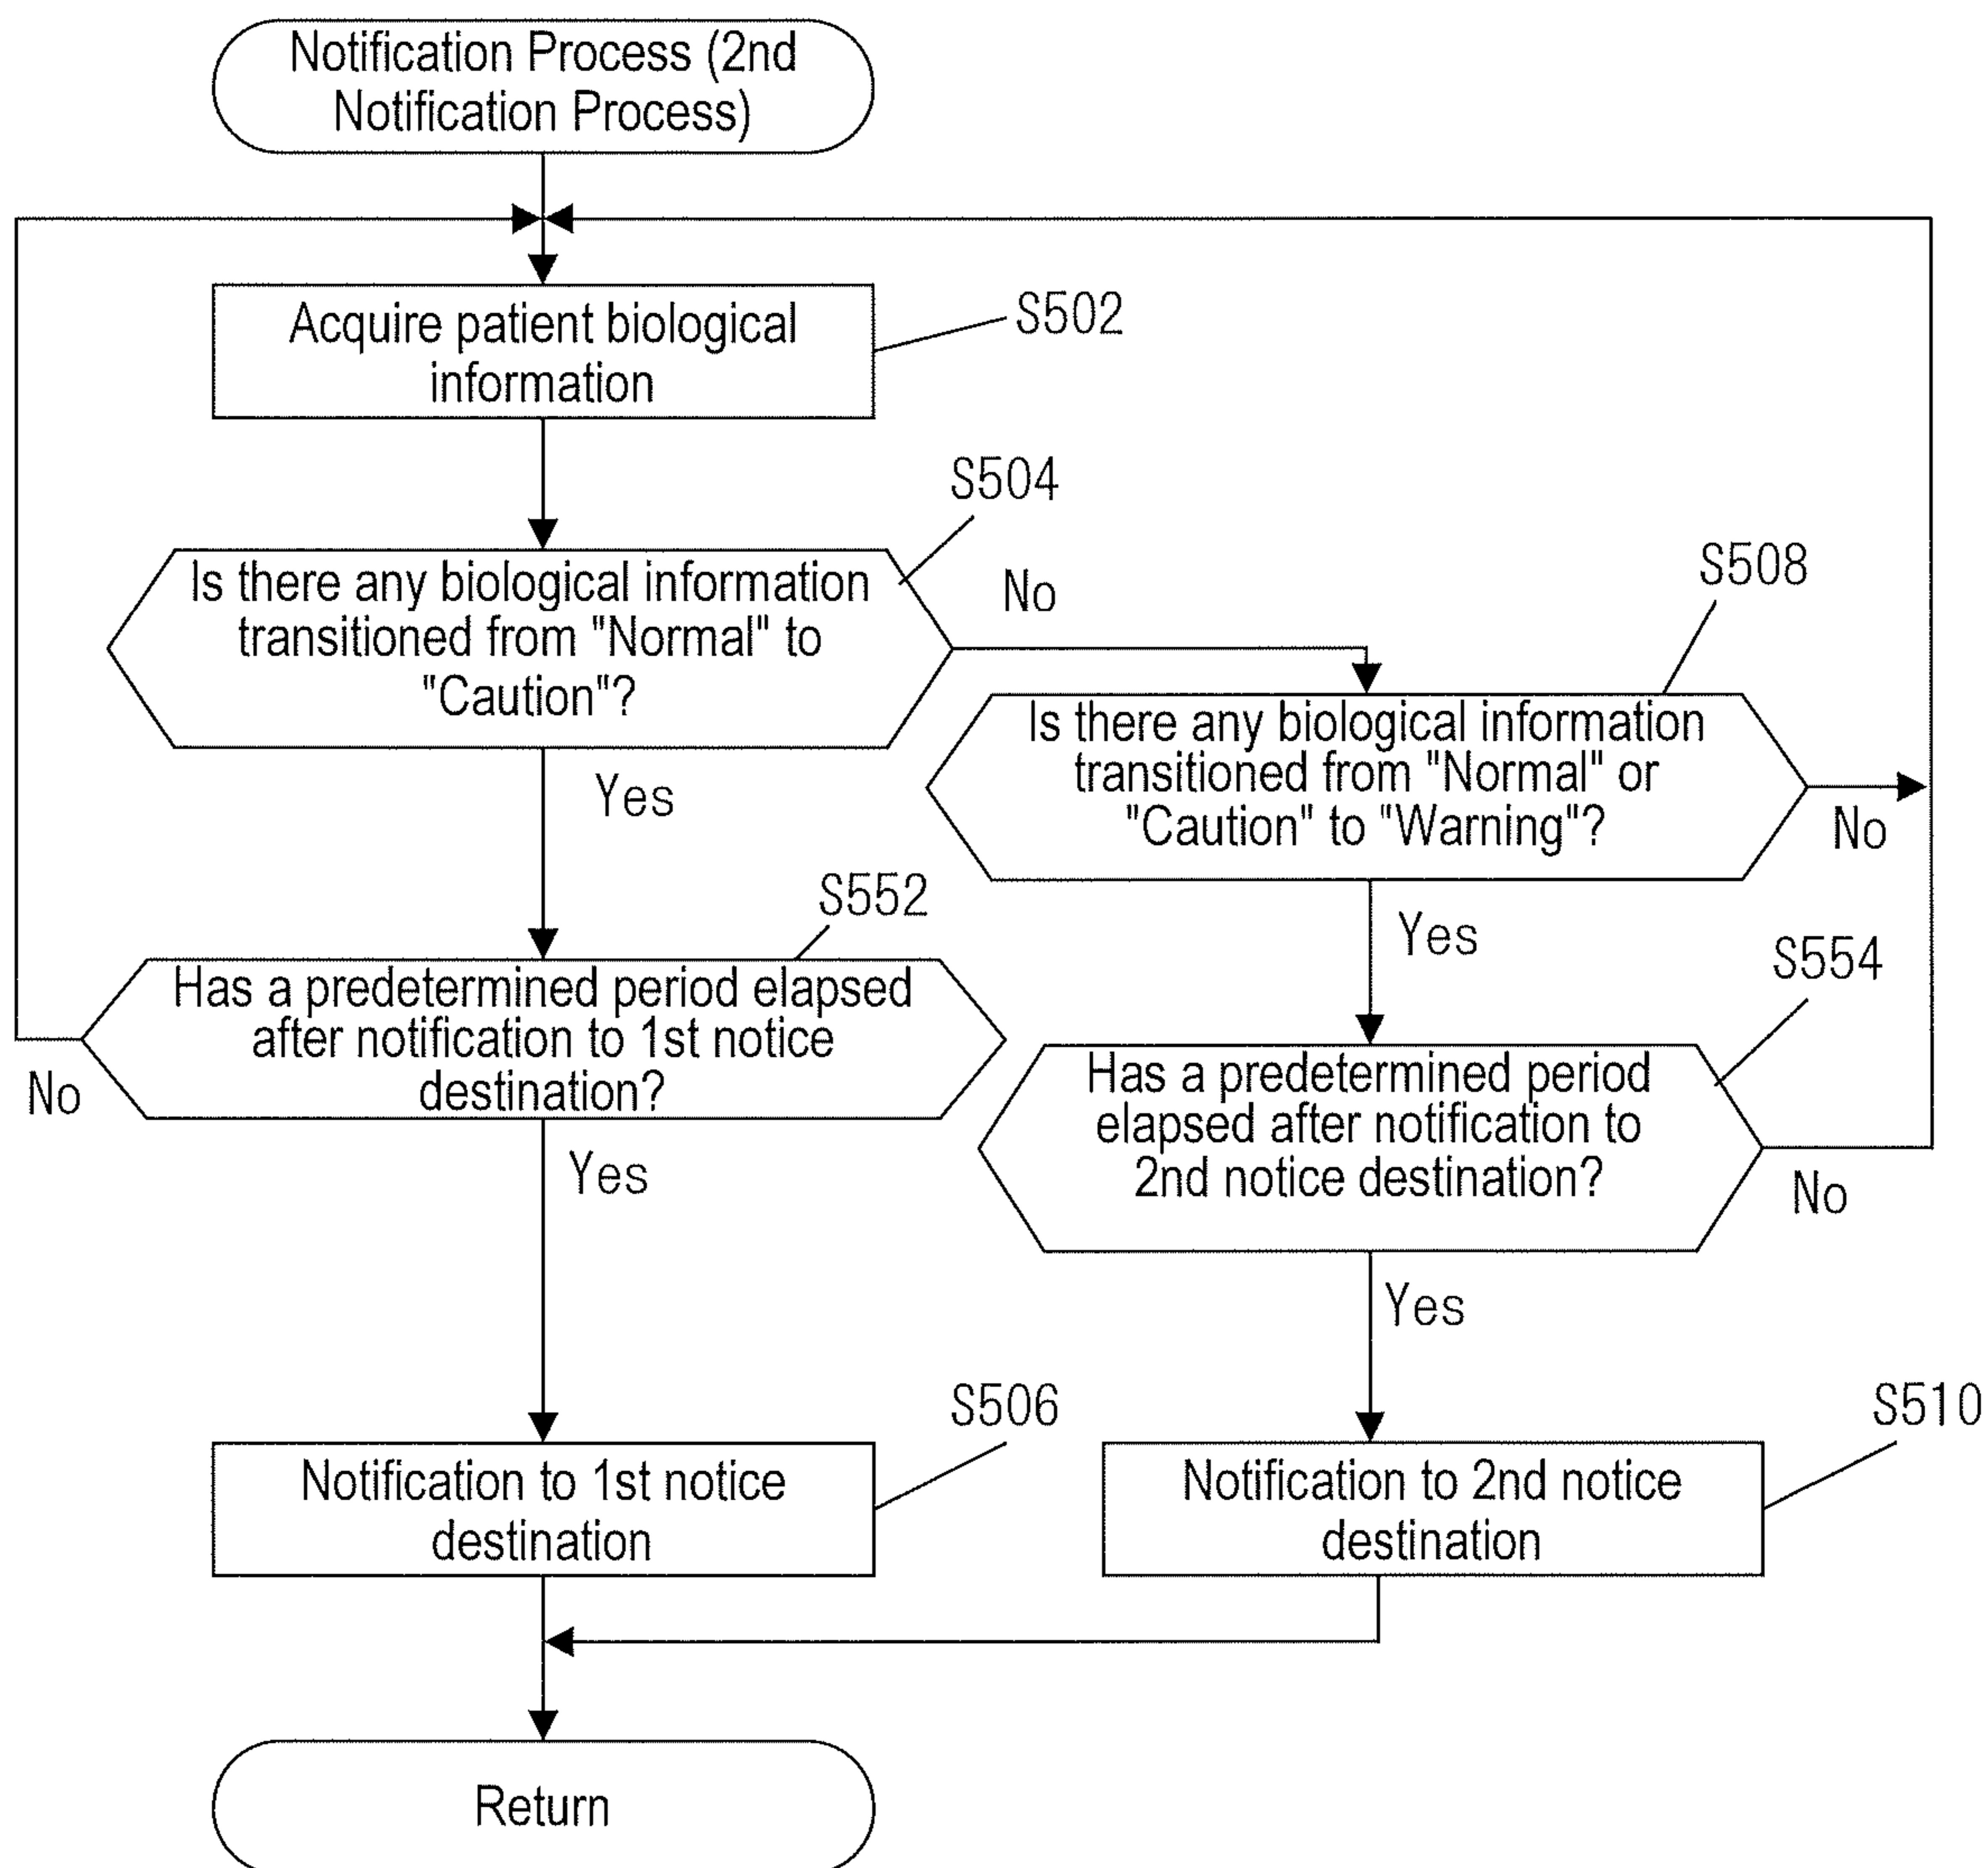 Notification Process (2nd
Notification Process)
Acquire patient biological
information
S502
S504
Is there any biological information
transitioned from "Normal" to
"Caution"?
No
S508
Is there any biological information
transitioned from "Normal" or
"Caution" to "Warning"?
No
Yes
Yes
S552
Has a predetermined period elapsed
after notification to 1st notice
destination?
No
Yes
S554
Has a predetermined period
elapsed after notification to
2nd notice destination?
No
Yes
S506
Notification to 1st notice
destination
S510
Notification to 2nd notice
destination
Return